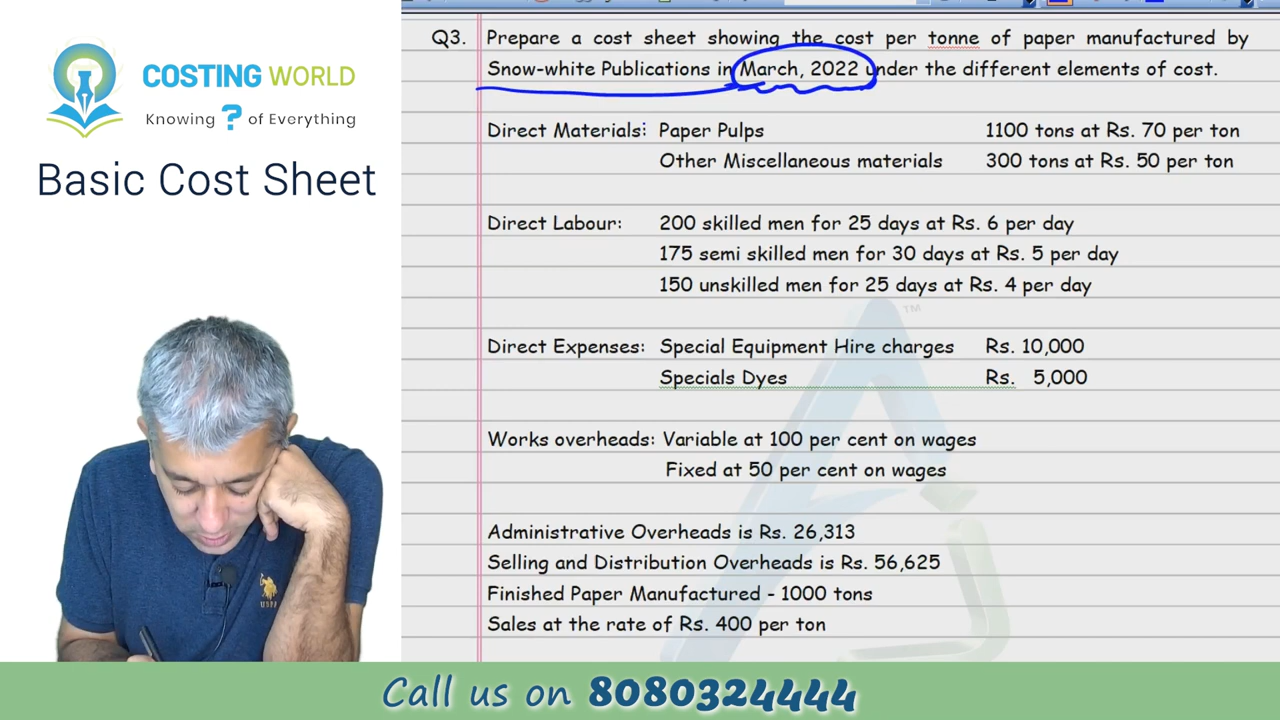 COSTING WORLD
Knowing ? of Everything
Basic Cost Sheet
Q3. Prepare a cost sheet showing the cost per tonne of paper manufactured by
Snow-white Publications in March, 2022 under the different elements of cost.
Direct Materials: Paper Pulps 1100 tons at Rs. 70 per ton
Other Miscellaneous materials 300 tons at Rs. 50 per ton
Direct Labour: 200 skilled men for 25 days at Rs. 6 per day
175 semi skilled men for 30 days at Rs. 5 per day
150 unskilled men for 25 days at Rs. 4 per day
Direct Expenses: Special Equipment Hire charges Rs. 10,000
Specials Dyes Rs. 5,000
Works overheads: Variable at 100 per cent on wages
Fixed at 50 per cent on wages
Administrative Overheads is Rs. 26,313
Selling and Distribution Overheads is Rs. 56,625
Finished Paper Manufactured - 1000 tons
Sales at the rate of Rs. 400 per ton
TM
Call us on 8080324444